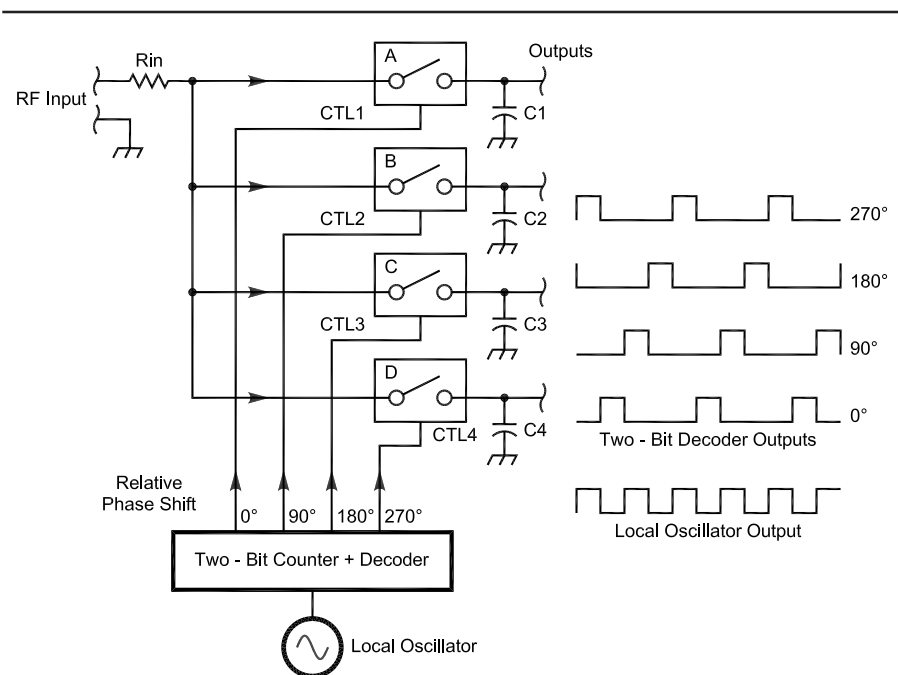 A
Outputs
Rin
RF Input
CTL1
C1
B
CTL2
C2
270°
C
180°
CTL3
C3
90°
D
CTL4
C4
0°
Two - Bit Decoder Outputs
Relative
Phase Shift
0°
90°
180°
270°
Local Oscillator Output
Two - Bit Counter + Decoder
Local Oscillator